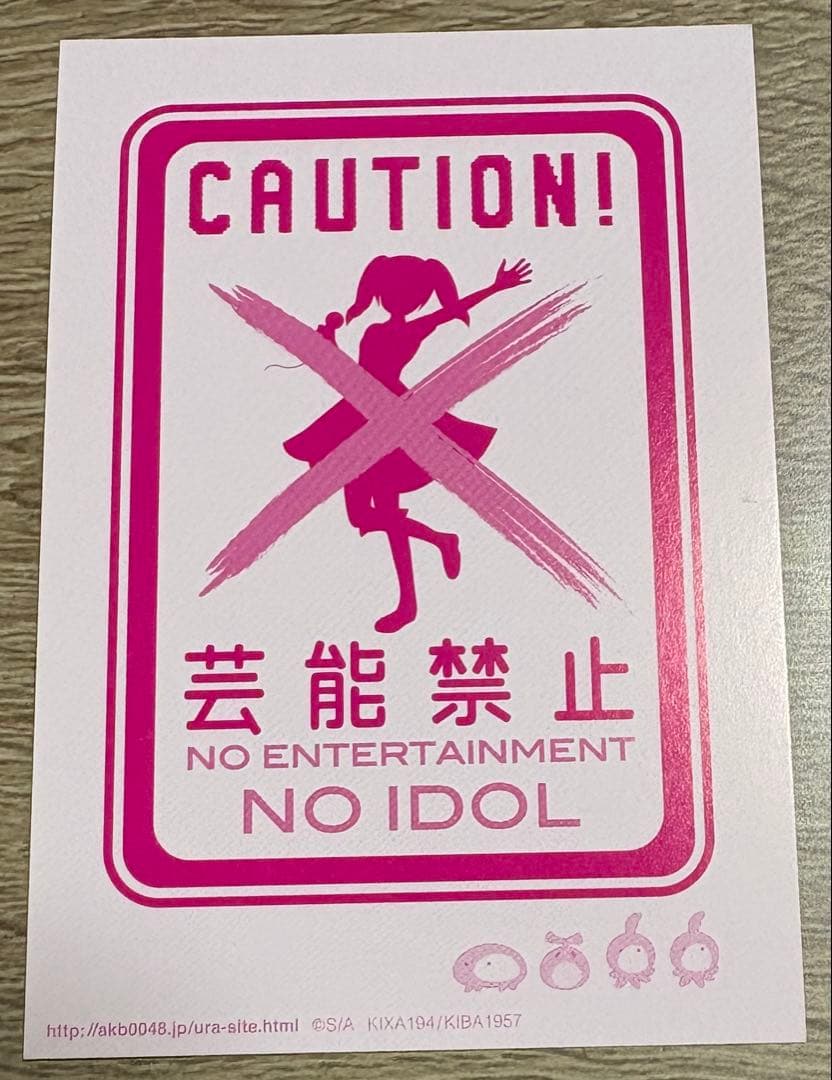 CAUTION!
芸能禁止
NO ENTERTAINMENT
NO IDOL
http://akb0048.jp/ura-site.html ©S/A KIXA194/KIBA1957